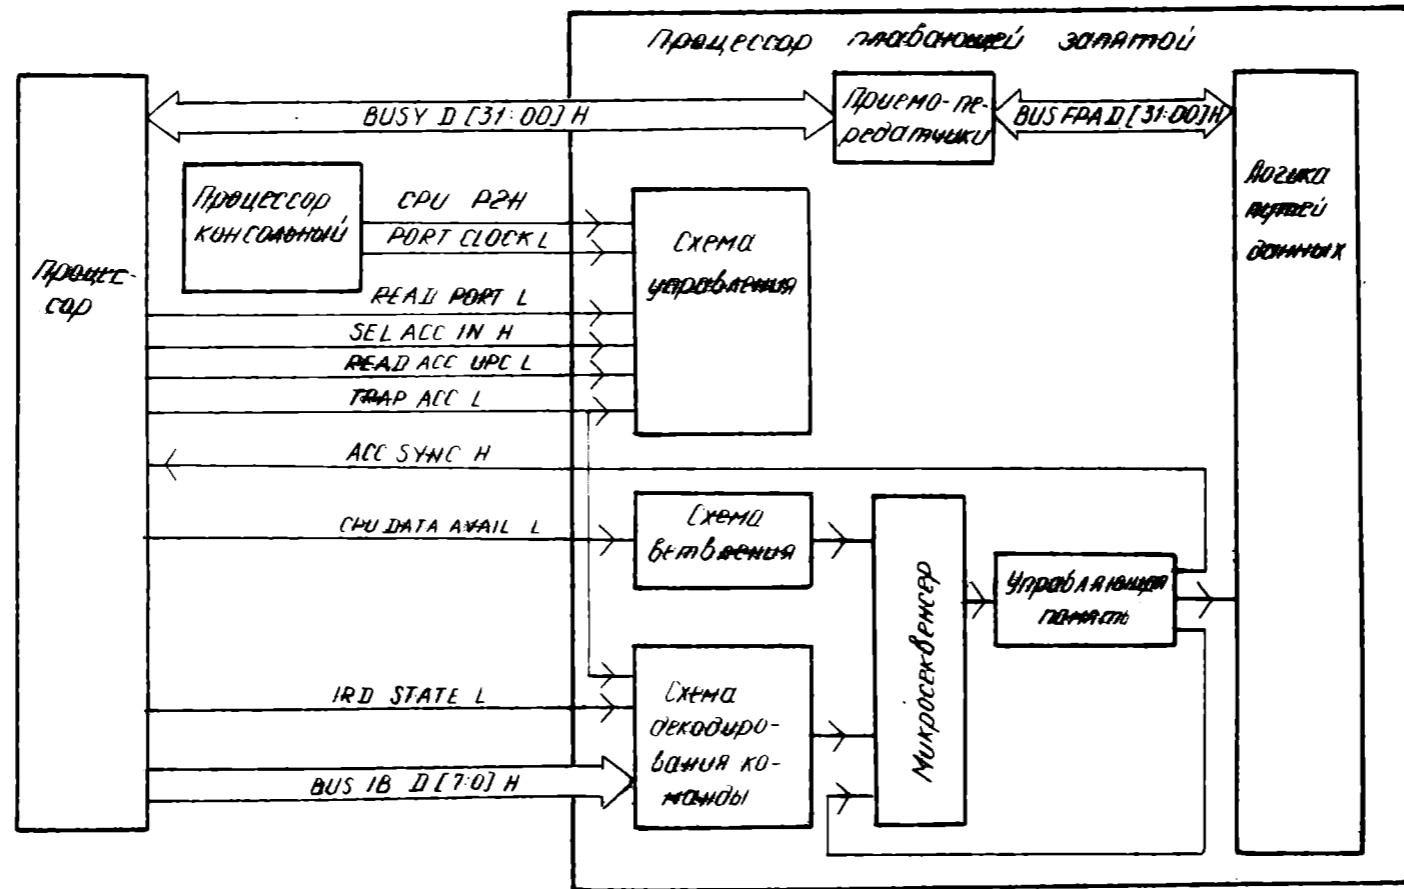 Процессор плавающей запятой
BUSY D [31:00] H
Приемо-пе-
редатчики
BUS FPA D [31:00] H
Процессор
консольный
CPU P2H
PORT CLOCK L
Схема
управления
Логика
путей
данных
Процес-
сор
READ PORT L
SEL ACC IN H
READ ACC UPC L
TRAP ACC L
ACC SYNC H
CPU DATA AVAIL L
Схема
ветвления
Микросеквенсер
Управляющая
память
IRD STATE L
Схема
декодиро-
вания ко-
манды
BUS IB D [7:0] H